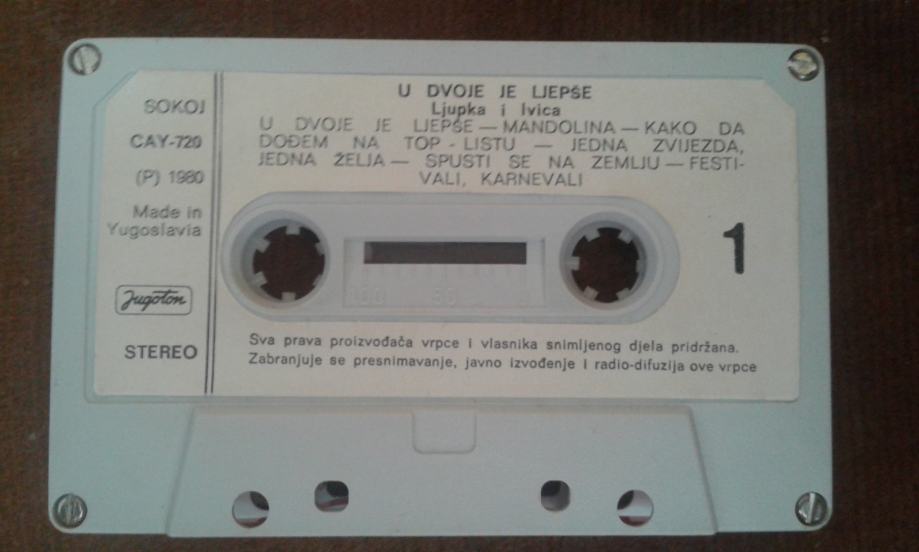 SOKOJ
CAY-720
(P) 1980
Made in
Yugoslavia
Jugoton
STEREO
U DVOJE JE LJEPŠE
Ljupka i Ivica
U DVOJE JE LJEPŠE — MANDOLINA — KAKO DA
DOĐEM NA TOP - LISTU — JEDNA ZVIJEZDA,
JEDNA ŽELJA — SPUSTI SE NA ZEMLJU — FESTI-
VALI, KARNEVALI
1
100 50
Sva prava proizvođača vrpce i vlasnika snimljenog djela pridržana.
Zabranjuje se presnimavanje, javno izvođenje i radio-difuzija ove vrpce